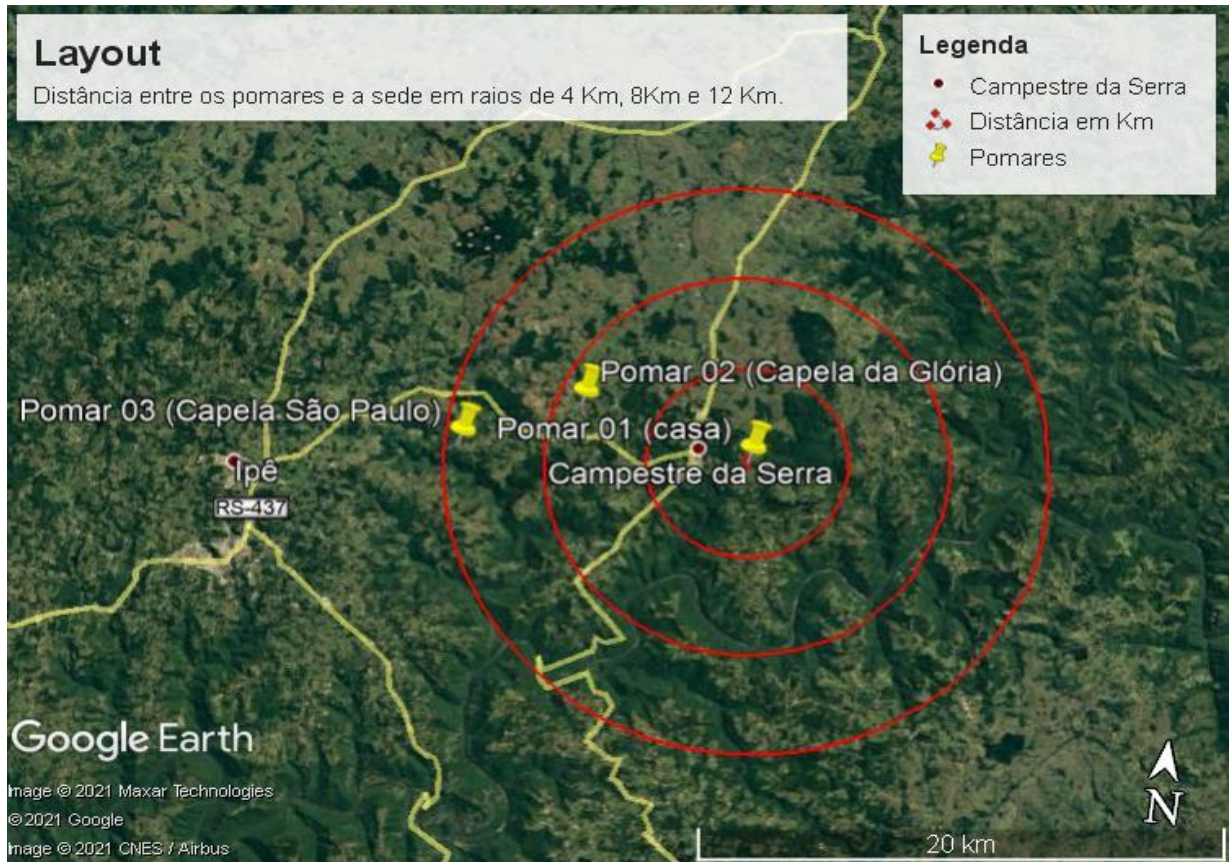 Layout
Distância entre os pomares e a sede em raios de 4 Km, 8Km e 12 Km.
Legenda
Campestre da Serra
Distância em Km
Pomares
Pomar 02 (Capela da Glória)
Pomar 03 (Capela São Paulo)
Pomar 01 (casa)
Ipê
Campestre da Serra
RS-437
Google Earth
Image © 2021 Maxar Technologies
© 2021 Google
Image © 2021 CNES / Airbus
N
20 km